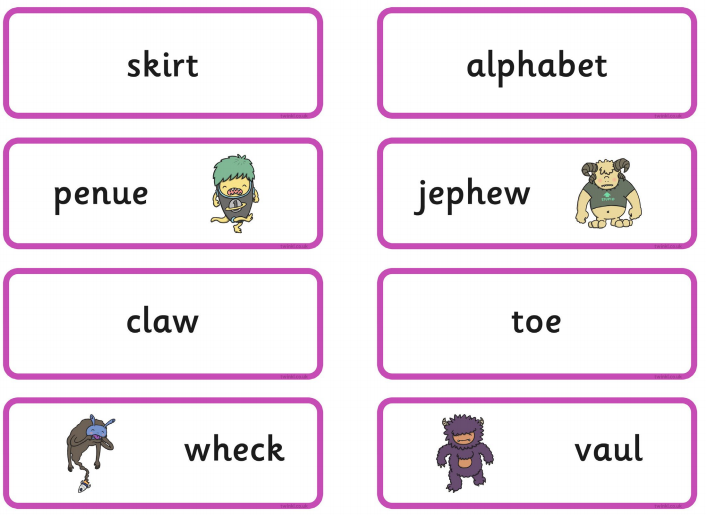 skirt
alphabet
penue
jephew
claw
toe
wheck
vaul